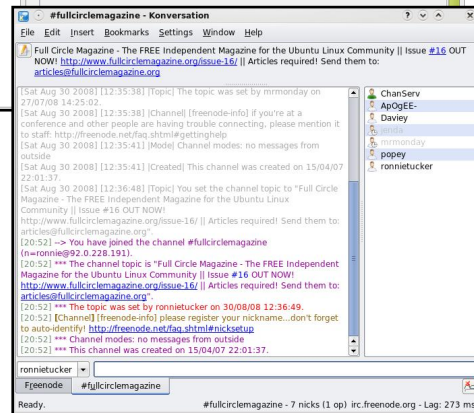 #fullcirclemagazine - Konversation
File Edit Insert Bookmarks Settings Window Help
Full Circle Magazine - The FREE Independent Magazine for the Ubuntu Linux Community || Issue #16 OUT
NOW! http://www.fullcirclemagazine.org/issue-16/ || Articles required! Send them to:
articles@fullcirclemagazine.org
[Sat Aug 30 2008] [12:35:38] [Topic] The topic was set by mrmonday on
27/07/08 14:25:02.
[Sat Aug 30 2008] [12:35:38] [Channel] [freenode-info] if you're at a
conference and other people are having trouble connecting, please mention it
to staff: http://freenode.net/faq.shtml#gettinghelp
[Sat Aug 30 2008] [12:35:41] [Mode] Channel modes: no messages from
outside
[Sat Aug 30 2008] [12:35:41] [Created] This channel was created on 15/04/07
22:01:37.
[Sat Aug 30 2008] [12:36:48] [Topic] You set the channel topic to "Full Circle
Magazine - The FREE Independent Magazine for the Ubuntu Linux
Community || Issue #16 OUT NOW!
http://www.fullcirclemagazine.org/issue-16/ || Articles required! Send them to:
articles@fullcirclemagazine.org".
[20:52] --> You have joined the channel #fullcirclemagazine
(n=ronnie@92.0.228.191).
[20:52] *** The channel topic is "Full Circle Magazine - The FREE Independent
Magazine for the Ubuntu Linux Community || Issue #16 OUT NOW!
http://www.fullcirclemagazine.org/issue-16/ || Articles required! Send them to:
articles@fullcirclemagazine.org".
[20:52] *** The topic was set by ronnietucker on 30/08/08 12:36:49.
[20:52] [Channel] [freenode-info] please register your nickname...don't forget
to auto-identify! http://freenode.net/faq.shtml#nicksetup
[20:52] *** Channel modes: no messages from outside
[20:52] *** This channel was created on 15/04/07 22:01:37.
ChanServ
ApOgEE-
Daviey
jenda
mrmonday
popey
ronnietucker
ronnietucker
Freenode #fullcirclemagazine
Ready. #fullcirclemagazine - 7 nicks (1 op) irc.freenode.org - Lag: 273 ms